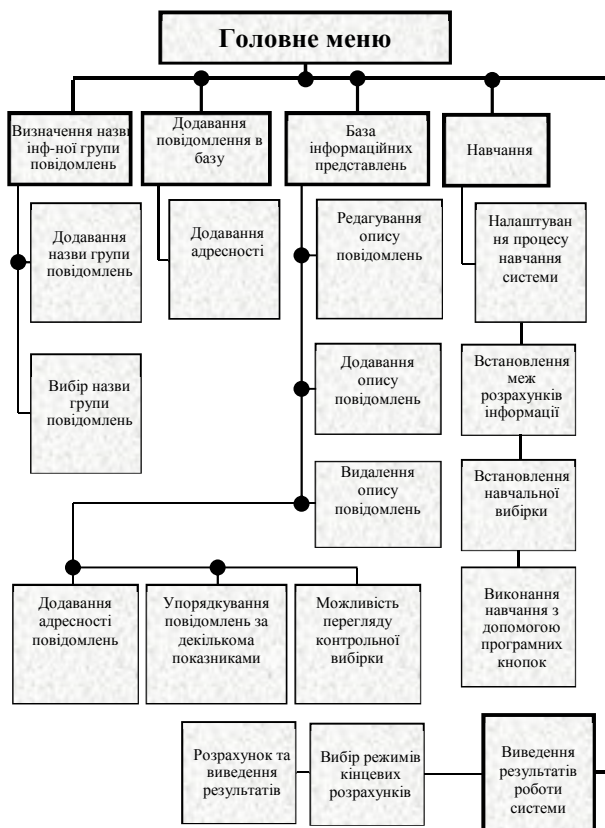 Головне меню
Визначення назви
інф-ної групи
повідомлень
Додавання
повідомлення в
базу
База
інформаційних
представлень
Навчання
Додавання
назви групи
повідомлень
Додавання
адресності
Редагування
опису
повідомлень
Налаштуван
ня процесу
навчання
системи
Вибір назви
групи
повідомлень
Додавання
опису
повідомлень
Встановлення
меж
розрахунків
інформації
Видалення
опису
повідомлень
Встановлення
навчальної
вибірки
Додавання
адресності
повідомлень
Упорядкування
повідомлень за
декількома
показниками
Можливість
перегляду
контрольної
вибірки
Виконання
навчання з
допомогою
програмних
кнопок
Розрахунок та
виведення
результатів
Вибір режимів
кінцевих
розрахунків
Виведення
результатів
роботи
системи